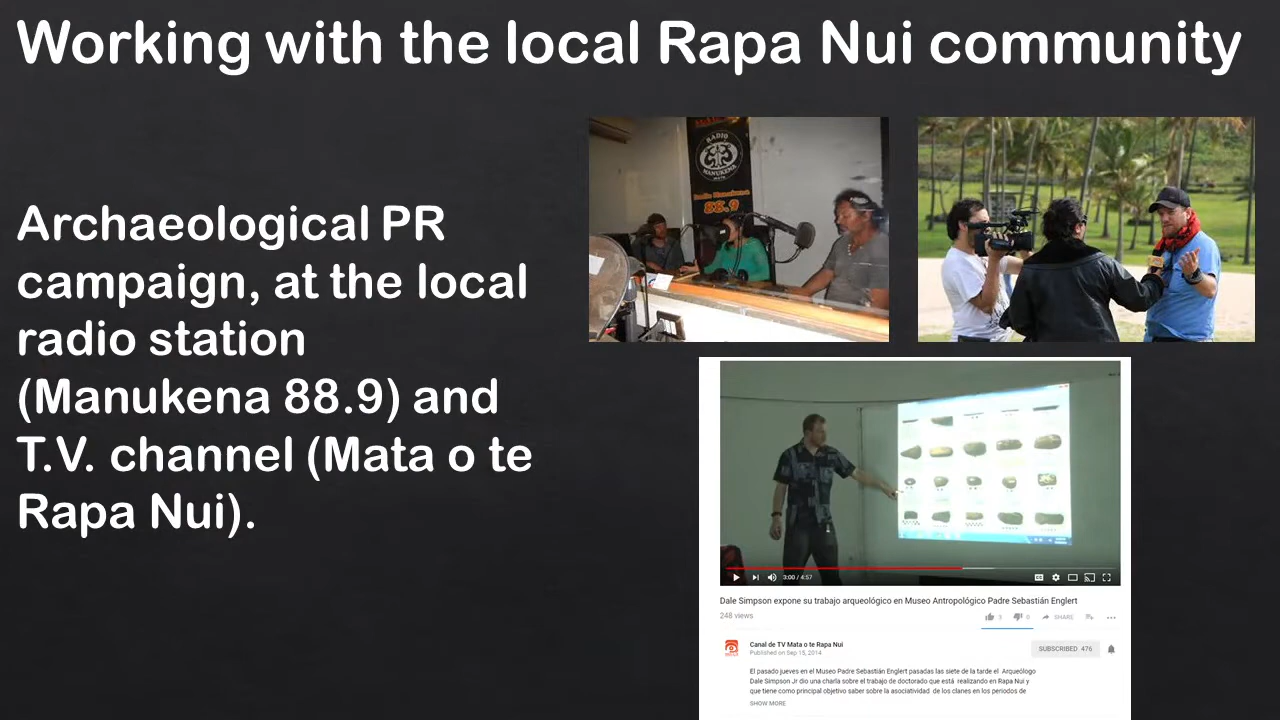 Working with the local Rapa Nui community
Archaeological PR
campaign, at the local
radio station
(Manukena 88.9) and
T.V. channel (Mata o te
Rapa Nui).
RADIO
MANUKENA
Radio Manukena
88.9
3:00 / 4:57
Dale Simpson expone su trabajo arqueológico en Museo Antropológico Padre Sebastián Englert
248 views
3
0
SHARE
Canal de TV Mata o te Rapa Nui
Published on Sep 15, 2014
SUBSCRIBED 476
El pasado jueves en el Museo Padre Sebastián Englert pasadas las siete de la tarde el Arqueólogo
Dale Simpson Jr dio una charla sobre el trabajo de doctorado que está realizando en Rapa Nui y
que tiene como principal objetivo saber sobre la asociatividad de los clanes en los periodos de
SHOW MORE